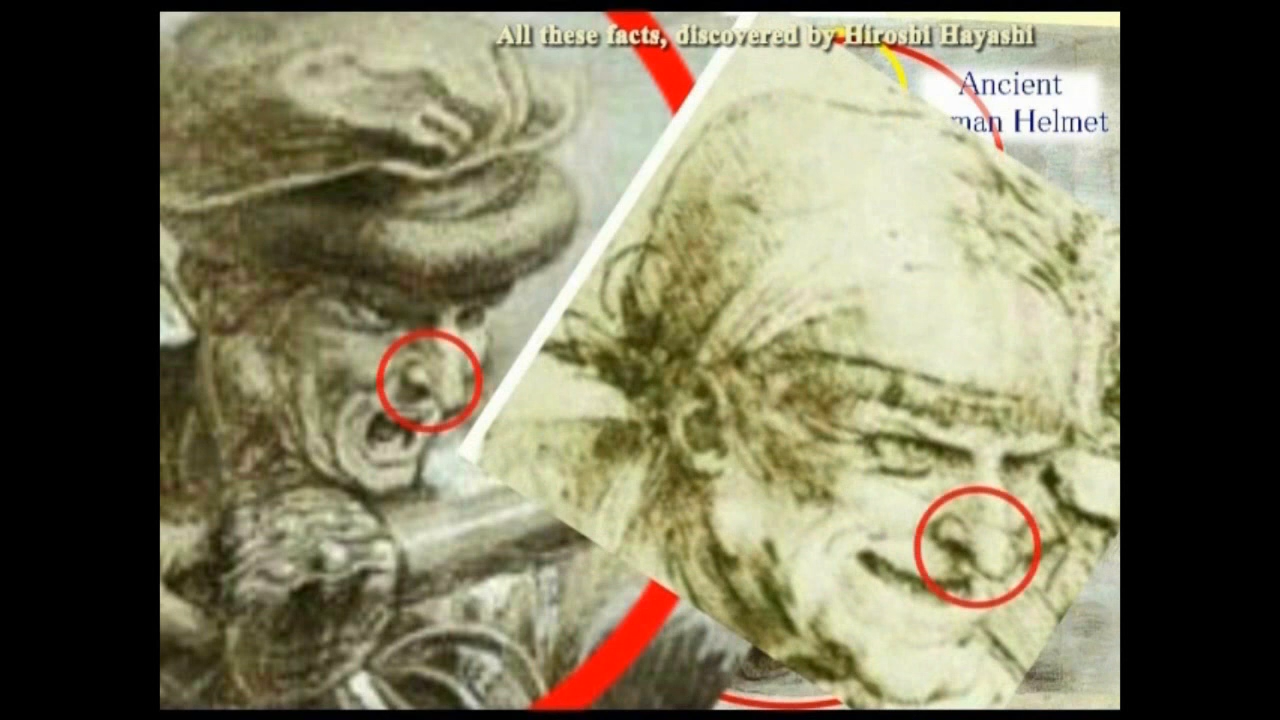 All these facts, discovered by Hiroshi Hayashi
Ancient
man Helmet